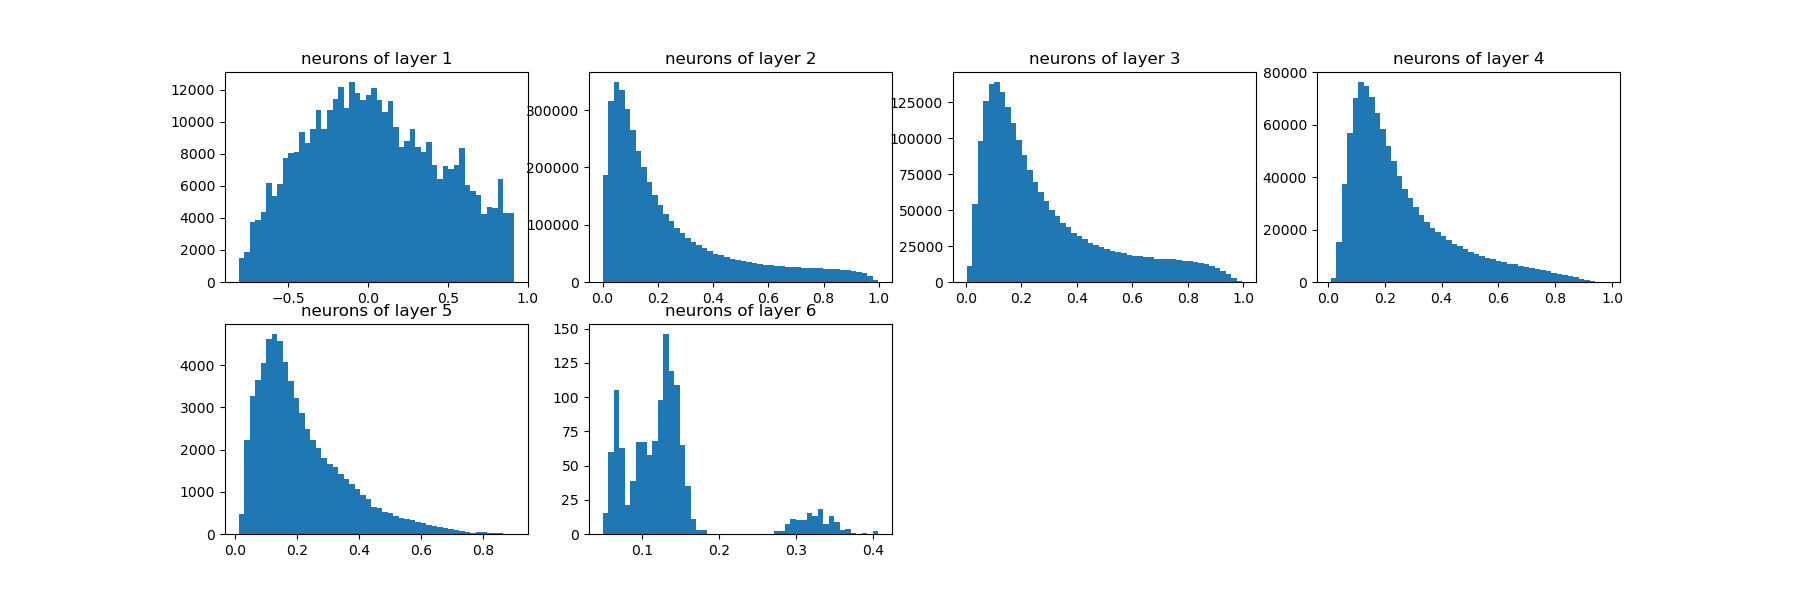 neurons of layer 1
12000
10000
8000
6000
4000
2000
0
−0.5 0.0 0.5 1.0
neurons of layer 2
300000
200000
100000
0
0.0 0.2 0.4 0.6 0.8 1.0
neurons of layer 3
125000
100000
75000
50000
25000
0
0.0 0.2 0.4 0.6 0.8 1.0
neurons of layer 4
80000
60000
40000
20000
0
0.0 0.2 0.4 0.6 0.8 1.0
neurons of layer 5
4000
3000
2000
1000
0
0.0 0.2 0.4 0.6 0.8
neurons of layer 6
150
125
100
75
50
25
0
0.1 0.2 0.3 0.4